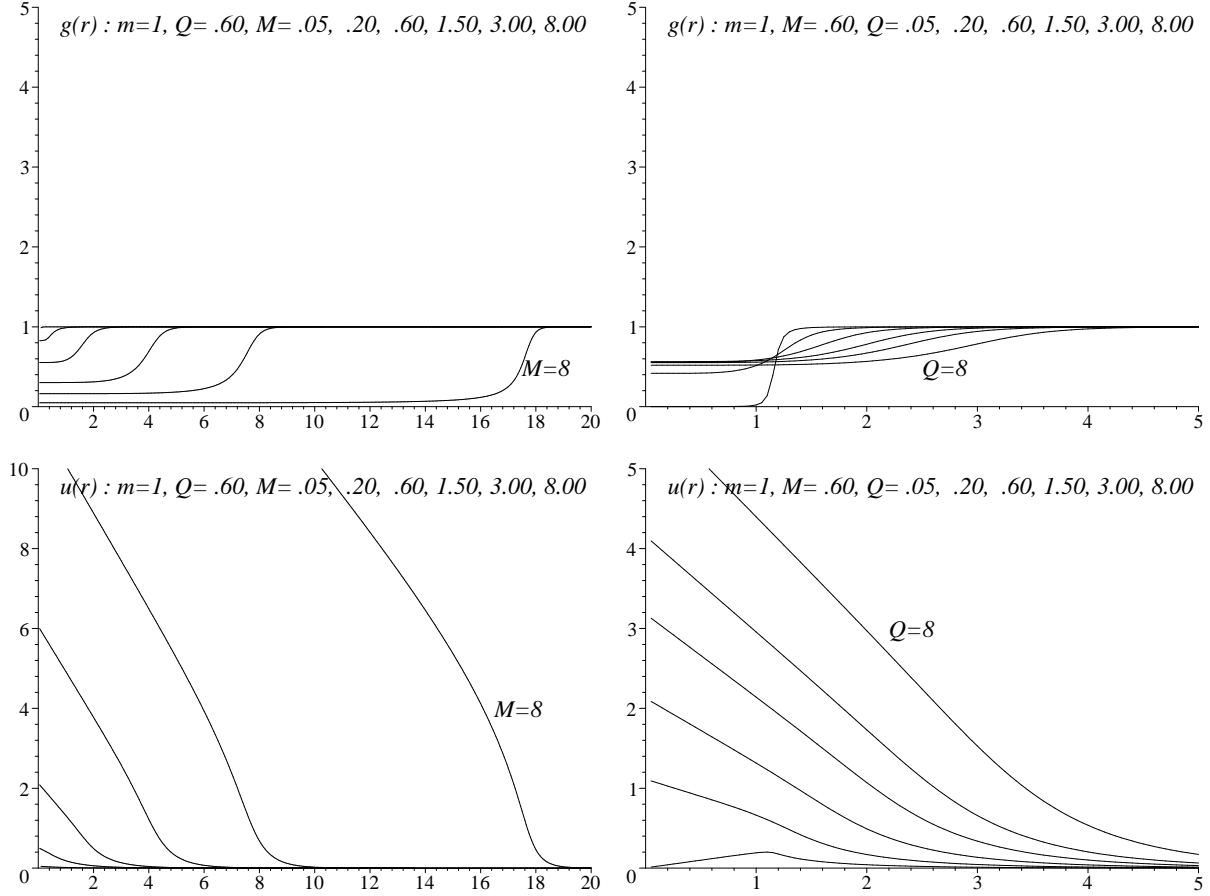 g(r) : m=1, Q= .60, M= .05, .20, .60, 1.50, 3.00, 8.00
5
4
3
2
1
0
M=8
2 4 6 8 10 12 14 16 18 20
g(r) : m=1, M= .60, Q= .05, .20, .60, 1.50, 3.00, 8.00
5
4
3
2
1
0
Q=8
1 2 3 4 5
u(r) : m=1, Q= .60, M= .05, .20, .60, 1.50, 3.00, 8.00
10
8
6
4
2
0
M=8
2 4 6 8 10 12 14 16 18 20
u(r) : m=1, M= .60, Q= .05, .20, .60, 1.50, 3.00, 8.00
5
4
3
2
1
0
Q=8
1 2 3 4 5